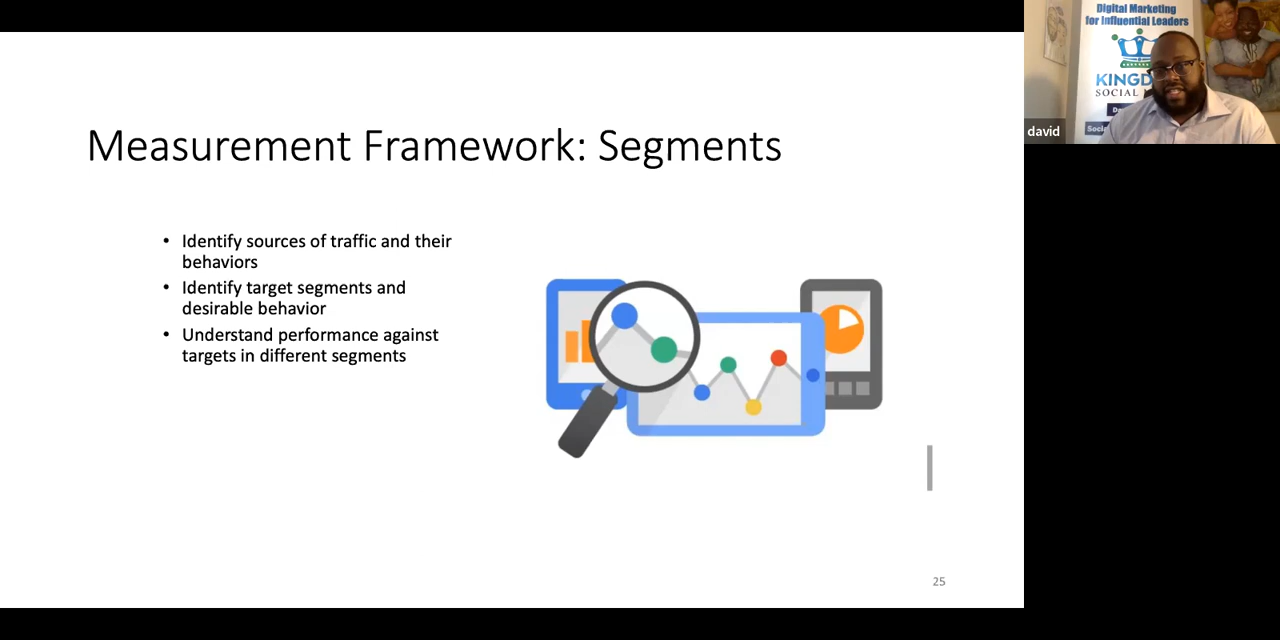 Measurement Framework: Segments
• Identify sources of traffic and their
behaviors
• Identify target segments and
desirable behavior
• Understand performance against
targets in different segments
25
Digital Marketing
for Influential Leaders
SOCIAL
david